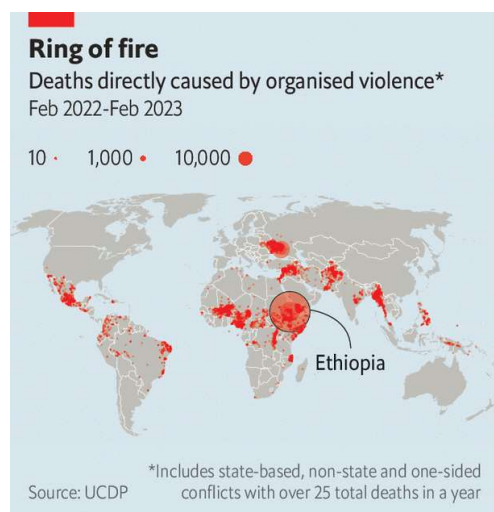 Ring of fire
Deaths directly caused by organised violence*
Feb 2022-Feb 2023
10 1,000 10,000
Ethiopia
*Includes state-based, non-state and one-sided
Source: UCDP conflicts with over 25 total deaths in a year